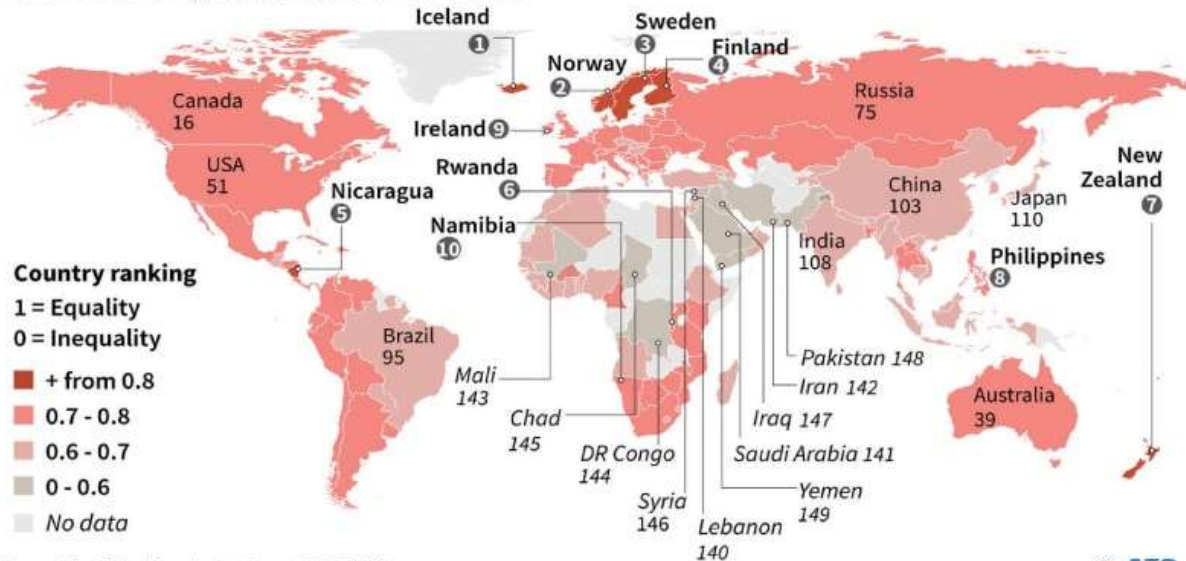 Iceland
1
Sweden
3
Finland
4
Norway
2
Canada
16
Russia
75
Ireland 9
USA
51
Rwanda
6
New
Zealand
7
Nicaragua
5
China
103
Japan
110
Namibia
10
India
108
Philippines
8
Country ranking
1 = Equality
0 = Inequality
+ from 0.8
0.7 - 0.8
0.6 - 0.7
0 - 0.6
No data
Brazil
95
Mali
143
Chad
145
DR Congo
144
Syria
146
Lebanon
140
Yemen
149
Saudi Arabia 141
Iraq 147
Iran 142
Pakistan 148
Australia
39